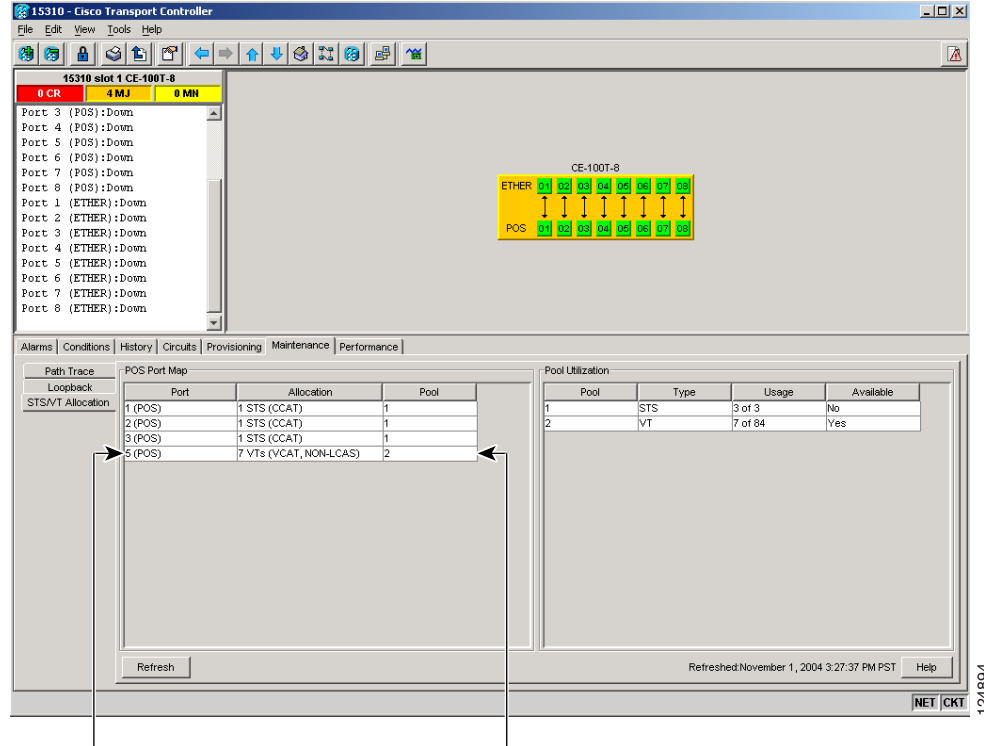 15310 - Cisco Transport Controller
File Edit View Tools Help
15310 slot 1 CE-100T-8
0 CR 4 MJ 0 MN
Port 3 (POS):Down
Port 4 (POS):Down
Port 5 (POS):Down
Port 6 (POS):Down
Port 7 (POS):Down
Port 8 (POS):Down
Port 1 (ETHER):Down
Port 2 (ETHER):Down
Port 3 (ETHER):Down
Port 4 (ETHER):Down
Port 5 (ETHER):Down
Port 6 (ETHER):Down
Port 7 (ETHER):Down
Port 8 (ETHER):Down
CE-100T-8
ETHER 01 02 03 04 05 06 07 08
POS 01 02 03 04 05 06 07 08
Alarms Conditions History Circuits Provisioning Maintenance Performance
Path Trace
Loopback
STS/VT Allocation
POS Port Map
Port Allocation Pool
1 (POS) 1 STS (CCAT) 1
2 (POS) 1 STS (CCAT) 1
3 (POS) 1 STS (CCAT) 1
5 (POS) 7 VTs (VCAT, NON-LCAS) 2
Pool Utilization
Pool Type Usage Available
1 STS 3 of 3 No
2 VT 7 of 84 Yes
Refresh
Refreshed:November 1, 2004 3:27:37 PM PST
Help
NET CKT
124894